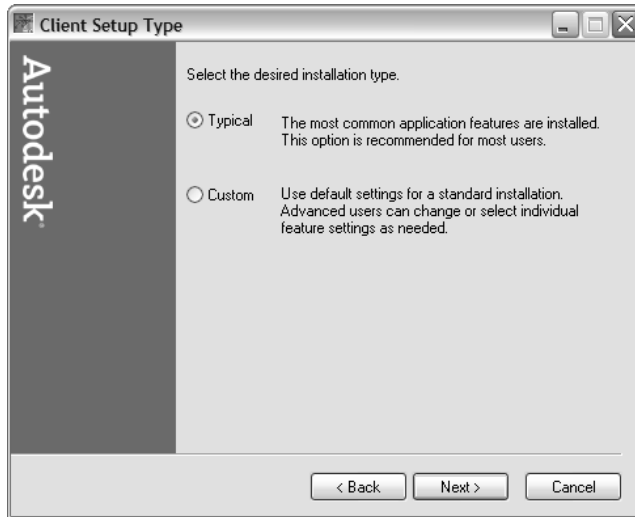 Client Setup Type
Autodesk
Select the desired installation type.
Typical
The most common application features are installed.
This option is recommended for most users.
Custom
Use default settings for a standard installation.
Advanced users can change or select individual
feature settings as needed.
< Back
Next >
Cancel